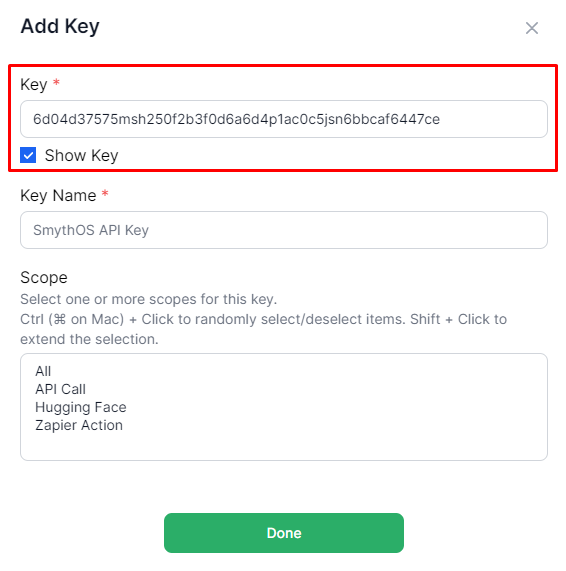 Add Key
Key *
6d04d37575msh250f2b3f0d6a6d4p1ac0c5jsn6bbcaf6447ce
Show Key
Key Name *
SmythOS API Key
Scope
Select one or more scopes for this key.
Ctrl (⌘ on Mac) + Click to randomly select/deselect items. Shift + Click to
extend the selection.
All
API Call
Hugging Face
Zapier Action
Done